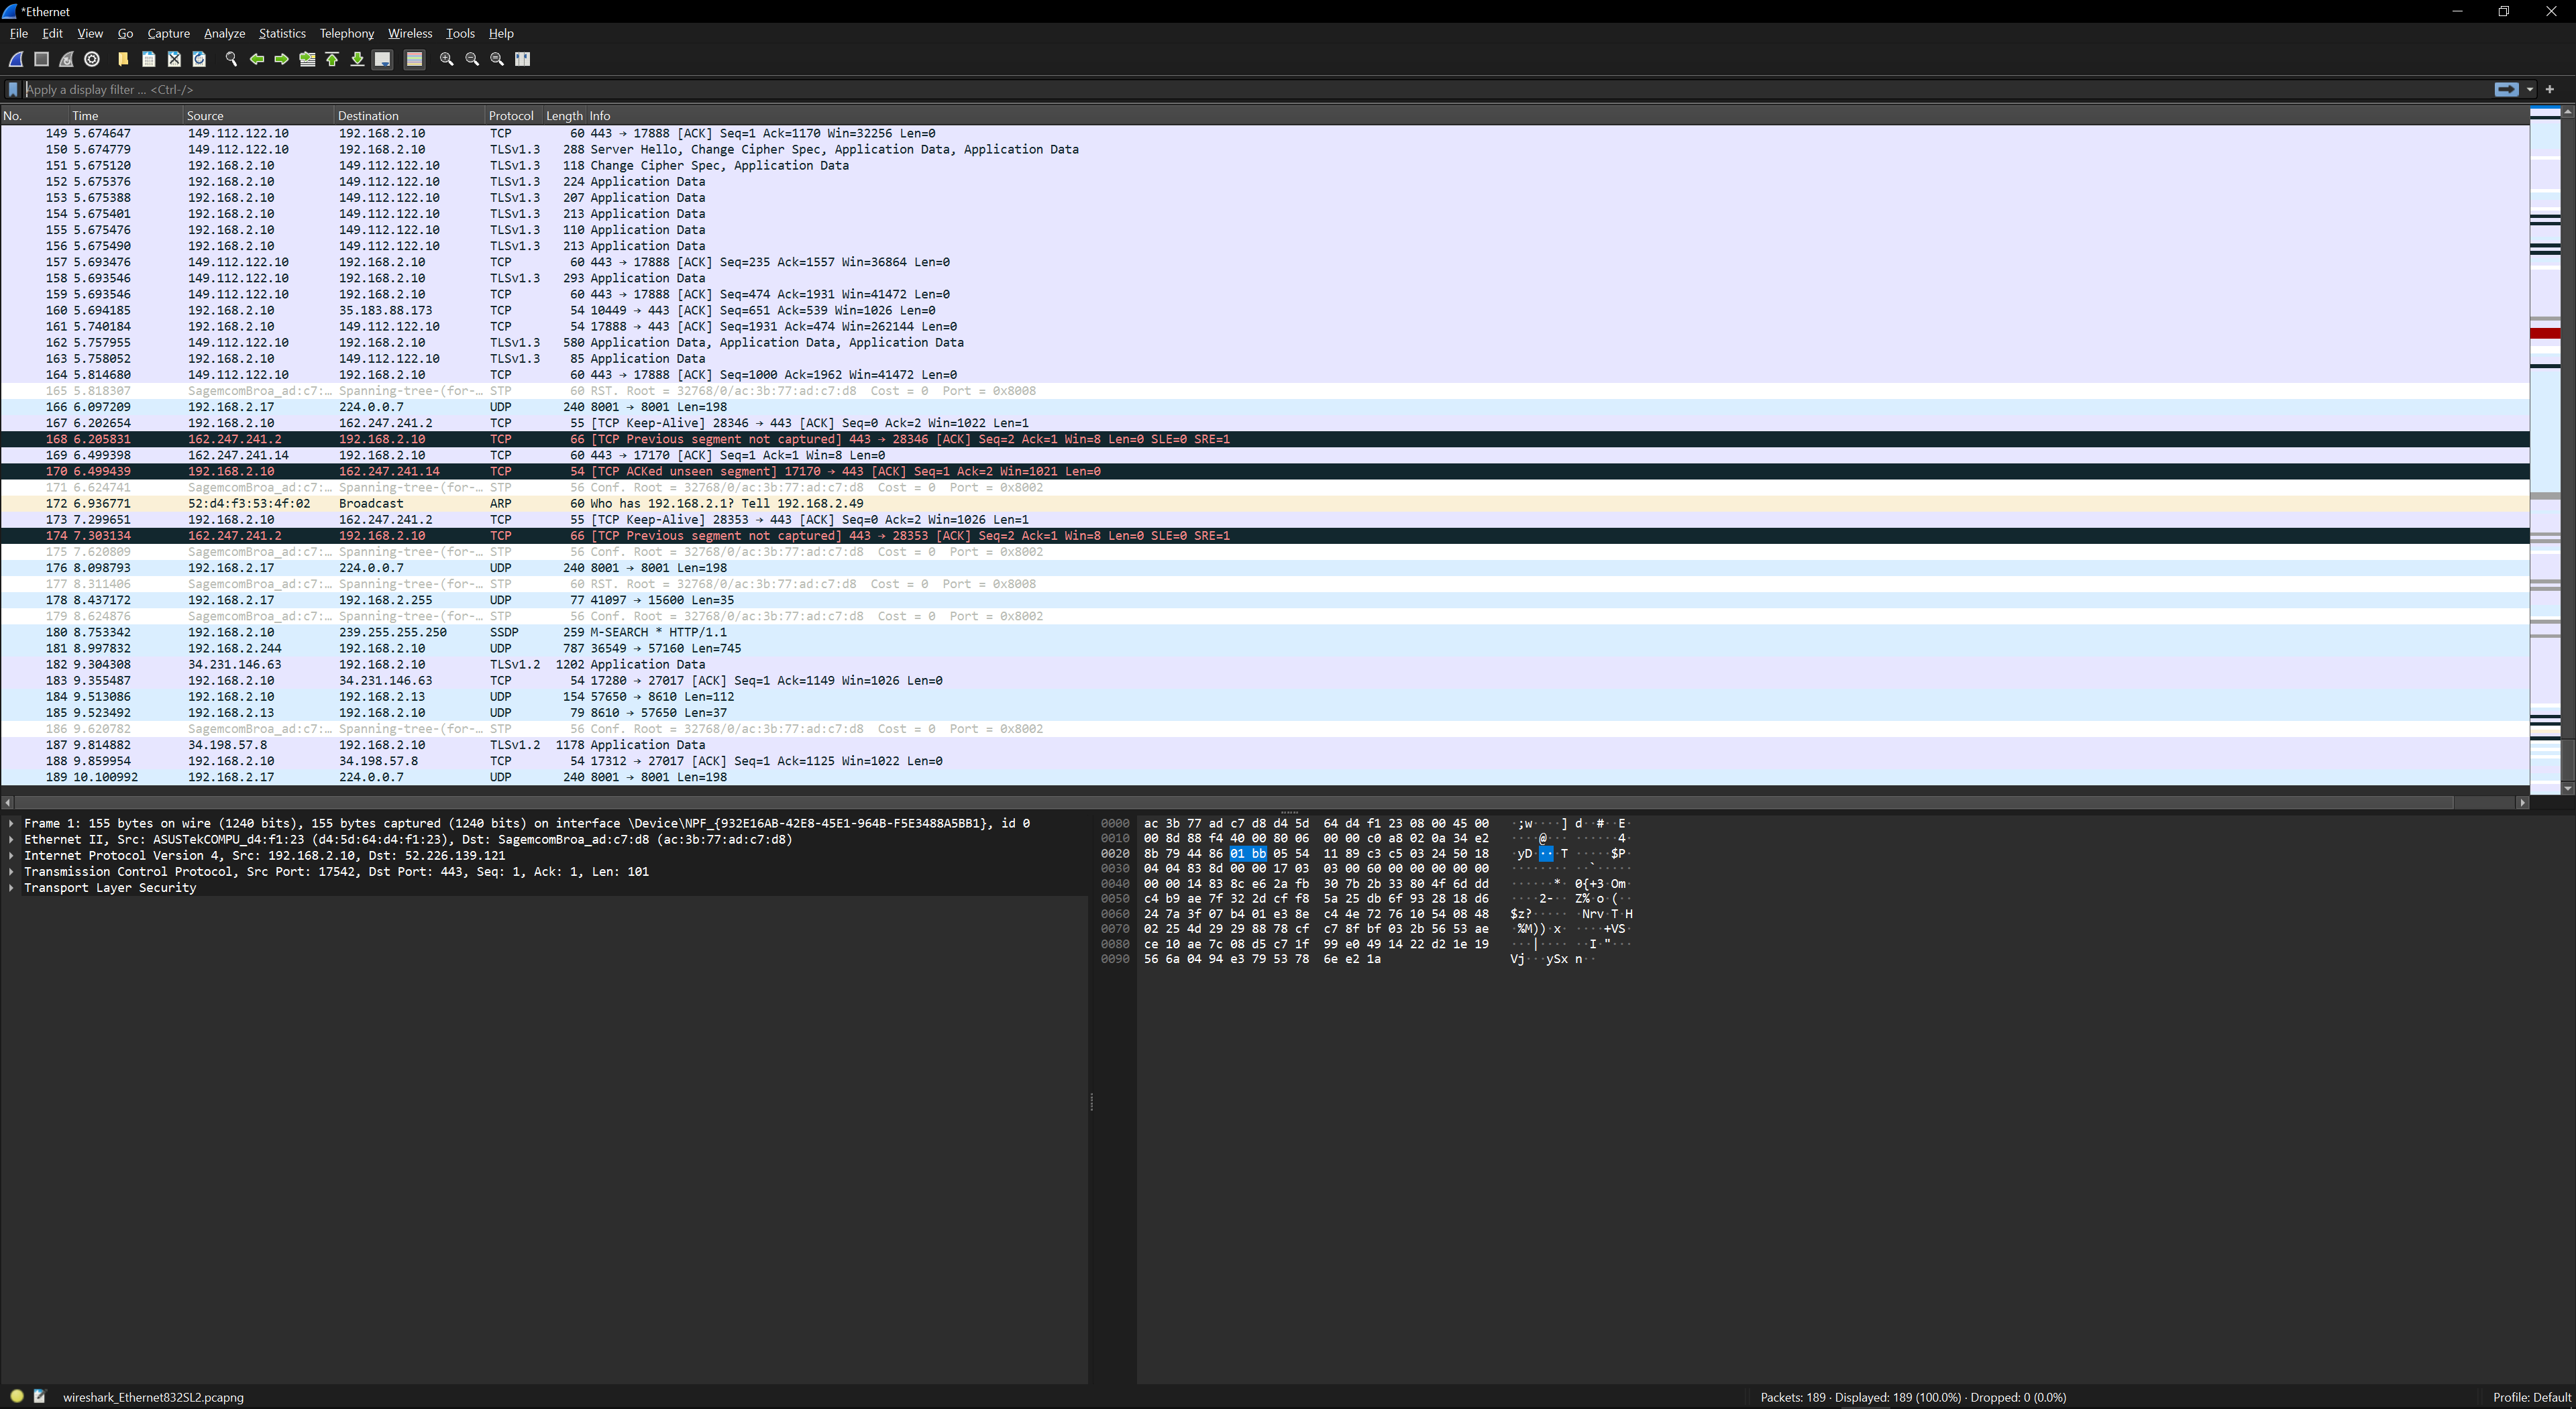 *Ethernet
File Edit View Go Capture Analyze Statistics Telephony Wireless Tools Help
Apply a display filter ... <Ctrl-/>
No. Time Source Destination Protocol Length Info
149 5.674647 149.112.122.10 192.168.2.10 TCP 60 443 → 17888 [ACK] Seq=1 Ack=1170 Win=32256 Len=0
150 5.674779 149.112.122.10 192.168.2.10 TLSv1.3 288 Server Hello, Change Cipher Spec, Application Data, Application Data
151 5.675120 192.168.2.10 149.112.122.10 TLSv1.3 118 Change Cipher Spec, Application Data
152 5.675376 192.168.2.10 149.112.122.10 TLSv1.3 224 Application Data
153 5.675388 192.168.2.10 149.112.122.10 TLSv1.3 207 Application Data
154 5.675401 192.168.2.10 149.112.122.10 TLSv1.3 213 Application Data
155 5.675476 192.168.2.10 149.112.122.10 TLSv1.3 110 Application Data
156 5.675490 192.168.2.10 149.112.122.10 TLSv1.3 213 Application Data
157 5.693476 149.112.122.10 192.168.2.10 TCP 60 443 → 17888 [ACK] Seq=235 Ack=1557 Win=36864 Len=0
158 5.693546 149.112.122.10 192.168.2.10 TLSv1.3 293 Application Data
159 5.693546 149.112.122.10 192.168.2.10 TCP 60 443 → 17888 [ACK] Seq=474 Ack=1931 Win=41472 Len=0
160 5.694185 192.168.2.10 35.183.88.173 TCP 54 10449 → 443 [ACK] Seq=651 Ack=539 Win=1026 Len=0
161 5.740184 192.168.2.10 149.112.122.10 TCP 54 17888 → 443 [ACK] Seq=1931 Ack=474 Win=262144 Len=0
162 5.757955 149.112.122.10 192.168.2.10 TLSv1.3 580 Application Data, Application Data, Application Data
163 5.758052 192.168.2.10 149.112.122.10 TLSv1.3 85 Application Data
164 5.814680 149.112.122.10 192.168.2.10 TCP 60 443 → 17888 [ACK] Seq=1000 Ack=1962 Win=41472 Len=0
165 5.818307 SagemcomBroa_ad:c7:… Spanning-tree-(for-… STP 60 RST. Root = 32768/0/ac:3b:77:ad:c7:d8 Cost = 0 Port = 0x8008
166 6.097209 192.168.2.17 224.0.0.7 UDP 240 8001 → 8001 Len=198
167 6.202654 192.168.2.10 162.247.241.2 TCP 55 [TCP Keep-Alive] 28346 → 443 [ACK] Seq=0 Ack=2 Win=1022 Len=1
168 6.205831 162.247.241.2 192.168.2.10 TCP 66 [TCP Previous segment not captured] 443 → 28346 [ACK] Seq=2 Ack=1 Win=8 Len=0 SLE=0 SRE=1
169 6.499398 162.247.241.14 192.168.2.10 TCP 60 443 → 17170 [ACK] Seq=1 Ack=1 Win=8 Len=0
170 6.499439 192.168.2.10 162.247.241.14 TCP 54 [TCP ACKed unseen segment] 17170 → 443 [ACK] Seq=1 Ack=2 Win=1021 Len=0
171 6.624741 SagemcomBroa_ad:c7:… Spanning-tree-(for-… STP 56 Conf. Root = 32768/0/ac:3b:77:ad:c7:d8 Cost = 0 Port = 0x8002
172 6.936771 52:d4:f3:53:4f:02 Broadcast ARP 60 Who has 192.168.2.1? Tell 192.168.2.49
173 7.299651 192.168.2.10 162.247.241.2 TCP 55 [TCP Keep-Alive] 28353 → 443 [ACK] Seq=0 Ack=2 Win=1026 Len=1
174 7.303134 162.247.241.2 192.168.2.10 TCP 66 [TCP Previous segment not captured] 443 → 28353 [ACK] Seq=2 Ack=1 Win=8 Len=0 SLE=0 SRE=1
175 7.620809 SagemcomBroa_ad:c7:… Spanning-tree-(for-… STP 56 Conf. Root = 32768/0/ac:3b:77:ad:c7:d8 Cost = 0 Port = 0x8002
176 8.098793 192.168.2.17 224.0.0.7 UDP 240 8001 → 8001 Len=198
177 8.311406 SagemcomBroa_ad:c7:… Spanning-tree-(for-… STP 60 RST. Root = 32768/0/ac:3b:77:ad:c7:d8 Cost = 0 Port = 0x8008
178 8.437172 192.168.2.17 192.168.2.255 UDP 77 41097 → 15600 Len=35
179 8.624876 SagemcomBroa_ad:c7:… Spanning-tree-(for-… STP 56 Conf. Root = 32768/0/ac:3b:77:ad:c7:d8 Cost = 0 Port = 0x8002
180 8.753342 192.168.2.10 239.255.255.250 SSDP 259 M-SEARCH * HTTP/1.1
181 8.997832 192.168.2.244 192.168.2.10 UDP 787 36549 → 57160 Len=745
182 9.304308 34.231.146.63 192.168.2.10 TLSv1.2 1202 Application Data
183 9.355487 192.168.2.10 34.231.146.63 TCP 54 17280 → 27017 [ACK] Seq=1 Ack=1149 Win=1026 Len=0
184 9.513086 192.168.2.10 192.168.2.13 UDP 154 57650 → 8610 Len=112
185 9.523492 192.168.2.13 192.168.2.10 UDP 79 8610 → 57650 Len=37
186 9.620782 SagemcomBroa_ad:c7:… Spanning-tree-(for-… STP 56 Conf. Root = 32768/0/ac:3b:77:ad:c7:d8 Cost = 0 Port = 0x8002
187 9.814882 34.198.57.8 192.168.2.10 TLSv1.2 1178 Application Data
188 9.859954 192.168.2.10 34.198.57.8 TCP 54 17312 → 27017 [ACK] Seq=1 Ack=1125 Win=1022 Len=0
189 10.100992 192.168.2.17 224.0.0.7 UDP 240 8001 → 8001 Len=198
Frame 1: 155 bytes on wire (1240 bits), 155 bytes captured (1240 bits) on interface \Device\NPF_{932E16AB-42E8-45E1-964B-F5E3488A5BB1}, id 0
Ethernet II, Src: ASUSTekCOMPU_d4:f1:23 (d4:5d:64:d4:f1:23), Dst: SagemcomBroa_ad:c7:d8 (ac:3b:77:ad:c7:d8)
Internet Protocol Version 4, Src: 192.168.2.10, Dst: 52.226.139.121
Transmission Control Protocol, Src Port: 17542, Dst Port: 443, Seq: 1, Ack: 1, Len: 101
Transport Layer Security
0000 ac 3b 77 ad c7 d8 d4 5d 64 d4 f1 23 08 00 45 00 ·;w····] d··#··E·
0010 00 8d 88 f4 40 00 80 06 00 00 c0 a8 02 0a 34 e2 ····@··· ······4·
0020 8b 79 44 86 01 bb 05 54 11 89 c3 c5 03 24 50 18 ·yD····T ·····$P·
0030 04 04 83 8d 00 00 17 03 03 00 60 00 00 00 00 00 ········ ··`·····
0040 00 00 14 83 8c e6 2a fb 30 7b 2b 33 80 4f 6d dd ······*· 0{+3·Om·
0050 c4 b9 ae 7f 32 2d cf f8 5a 25 db 6f 93 28 18 d6 ····2-·· Z%·o·(··
0060 24 7a 3f 07 b4 01 e3 8e c4 4e 72 76 10 54 08 48 $z?····· ·Nrv·T·H
0070 02 25 4d 29 29 88 78 cf c7 8f bf 03 2b 56 53 ae ·%M))·x· ····+VS·
0080 ce 10 ae 7c 08 d5 c7 1f 99 e0 49 14 22 d2 1e 19 ···|···· ··I·"···
0090 56 6a 04 94 e3 79 53 78 6e e2 1a Vj···ySx n··
wireshark_Ethernet832SL2.pcapng
Packets: 189 · Displayed: 189 (100.0%) · Dropped: 0 (0.0%)
Profile: Default